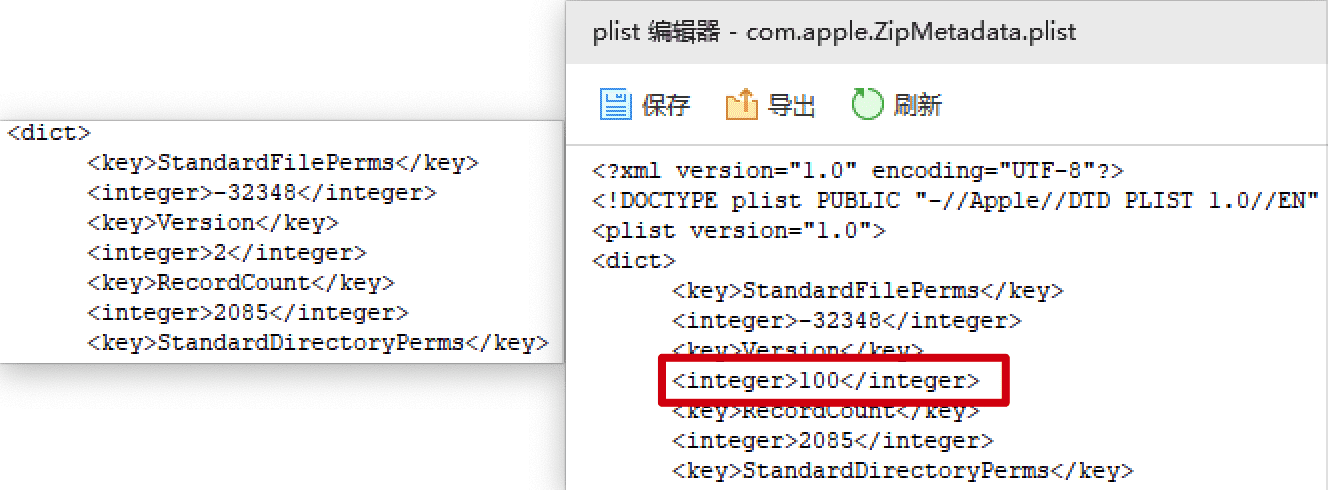 <dict>
<key>StandardFilePerms</key>
<integer>-32348</integer>
<key>Version</key>
<integer>2</integer>
<key>RecordCount</key>
<integer>2085</integer>
<key>StandardDirectoryPerms</key>
plist 编辑器 - com.apple.ZipMetadata.plist
保存 导出 刷新
<?xml version="1.0" encoding="UTF-8"?>
<!DOCTYPE plist PUBLIC "-//Apple//DTD PLIST 1.0//EN"
<plist version="1.0">
<dict>
<key>StandardFilePerms</key>
<integer>-32348</integer>
<key>Version</key>
<integer>100</integer>
<key>RecordCount</key>
<integer>2085</integer>
<key>StandardDirectoryPerms</key>